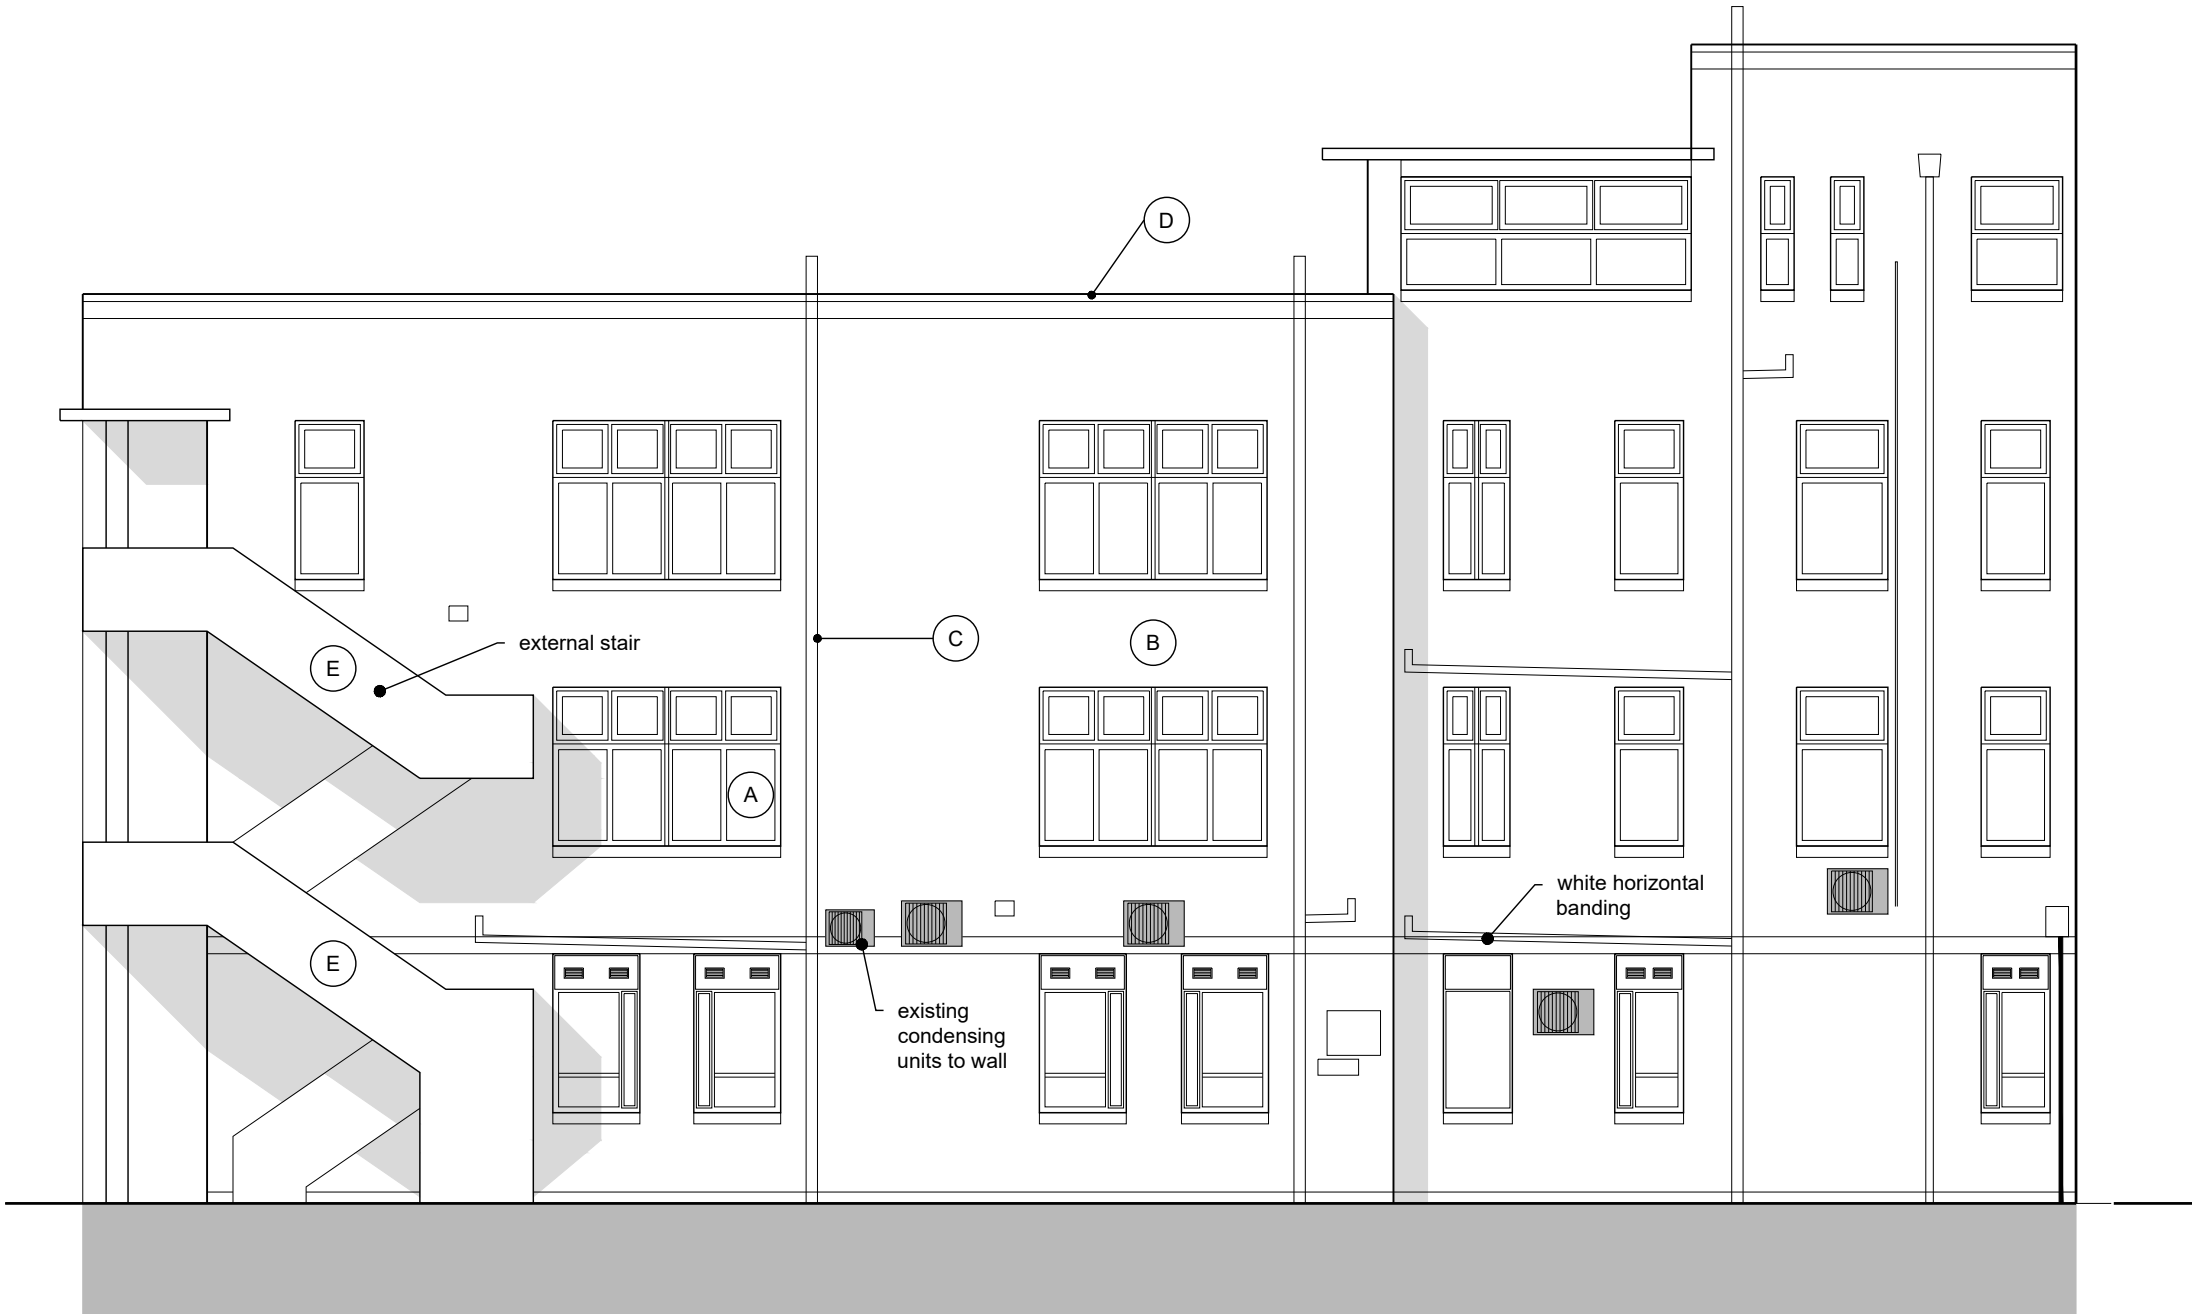 D
external stair
E
C
B
A
white horizontal
banding
E
existing
condensing
units to wall